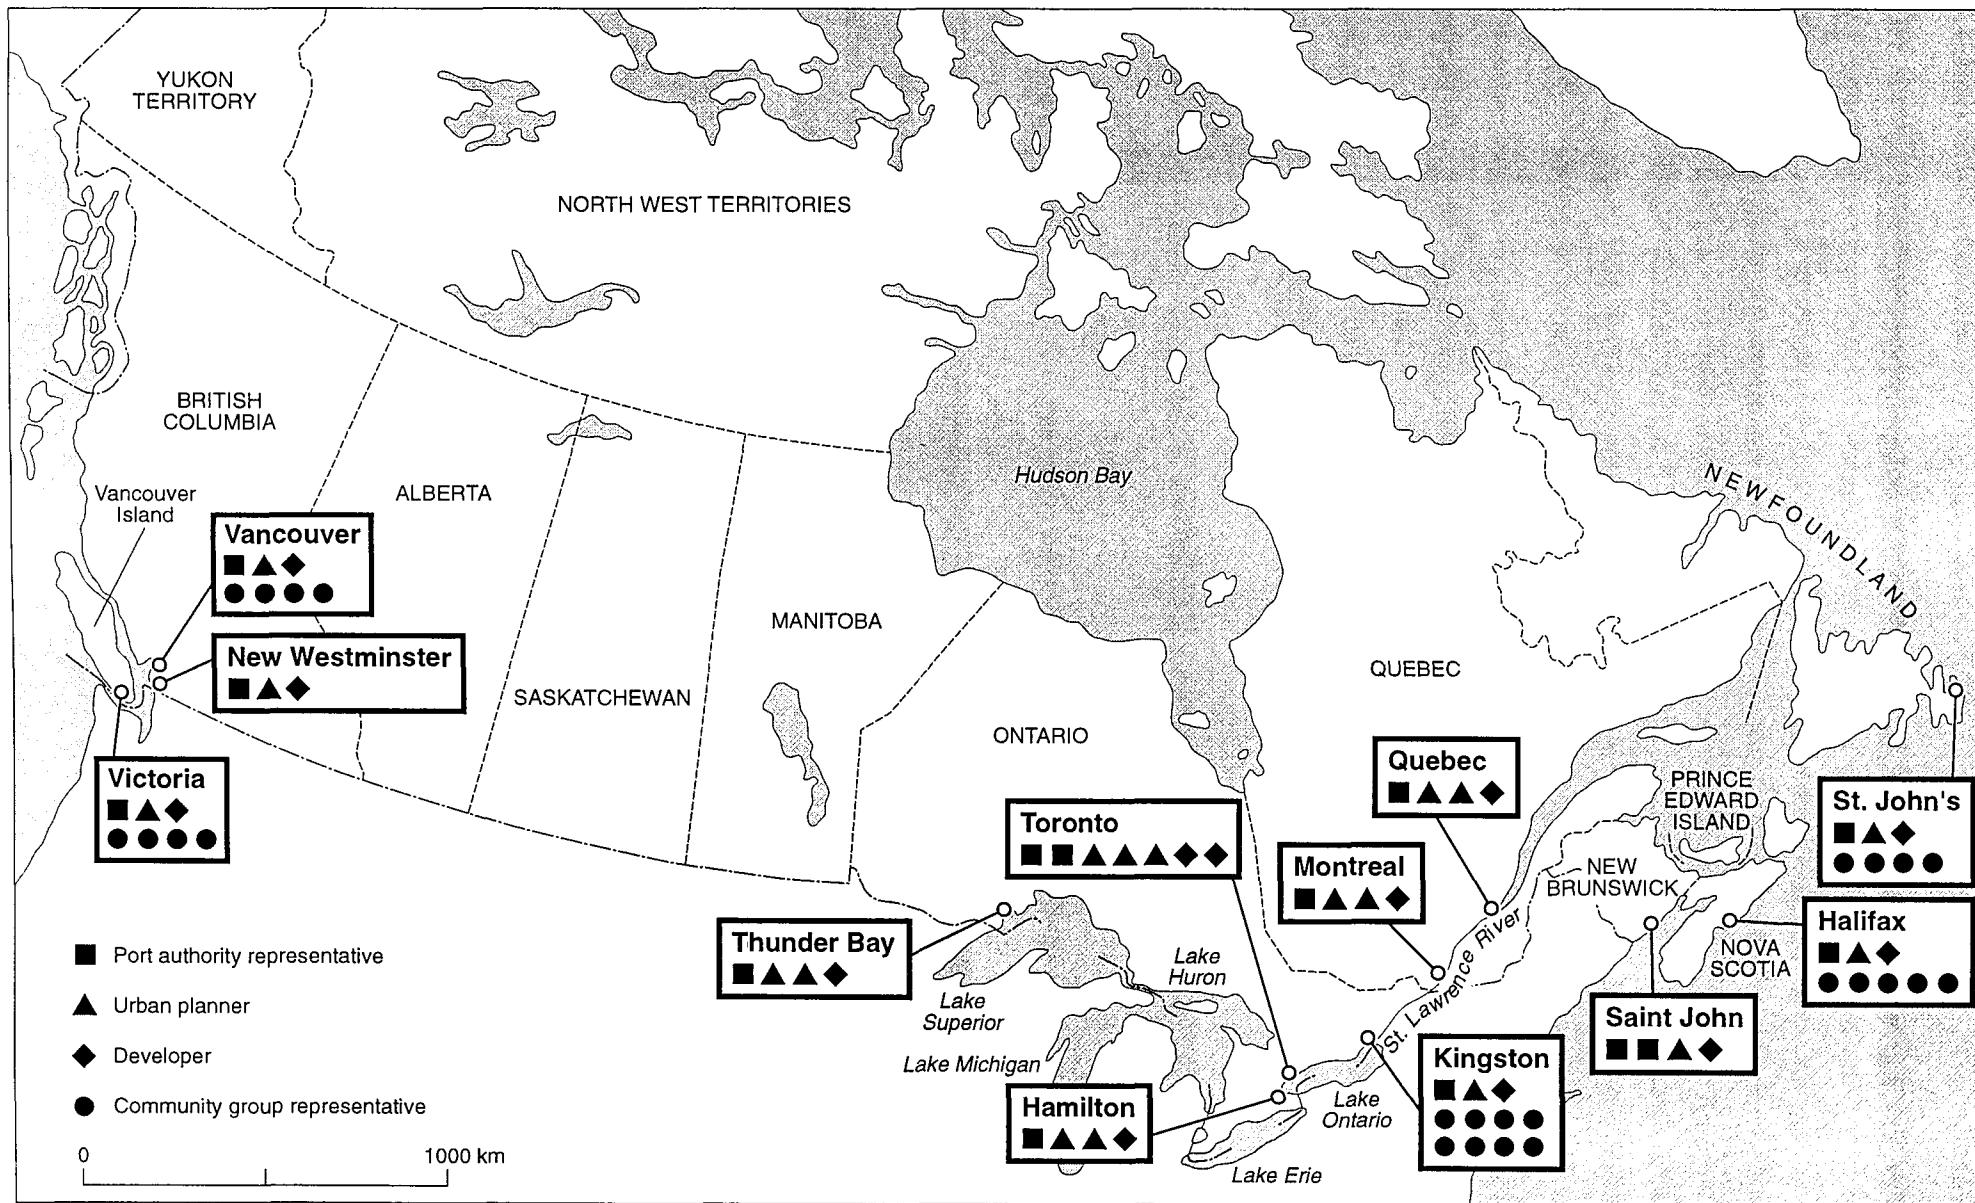 YUKON
TERRITORY
NORTH WEST TERRITORIES
BRITISH
COLUMBIA
Hudson Bay
Vancouver
Island
ALBERTA
NEWFOUNDLAND
Vancouver
MANITOBA
New Westminster
SASKATCHEWAN
QUEBEC
ONTARIO
Victoria
Quebec
PRINCE
EDWARD
ISLAND
St. John's
Toronto
Montreal
NEW
BRUNSWICK
Thunder Bay
Halifax
St. Lawrence River
NOVA
SCOTIA
Lake
Huron
Lake
Superior
Saint John
Lake Michigan
Kingston
Hamilton
Lake
Ontario
Lake Erie
Port authority representative
Urban planner
Developer
Community group representative
0
1000 km